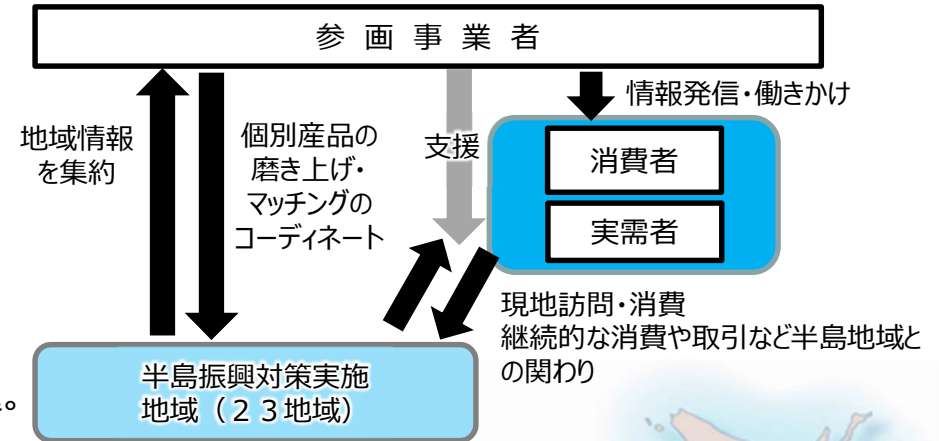 参画事業者
情報発信・働きかけ
地域情報
を集約
個別産品の
磨き上げ・
マッチングの
コーディネート
支援
消費者
実需者
現地訪問・消費
継続的な消費や取引など半島地域と
の関わり
半島振興対策実施
地域（２３地域）
。